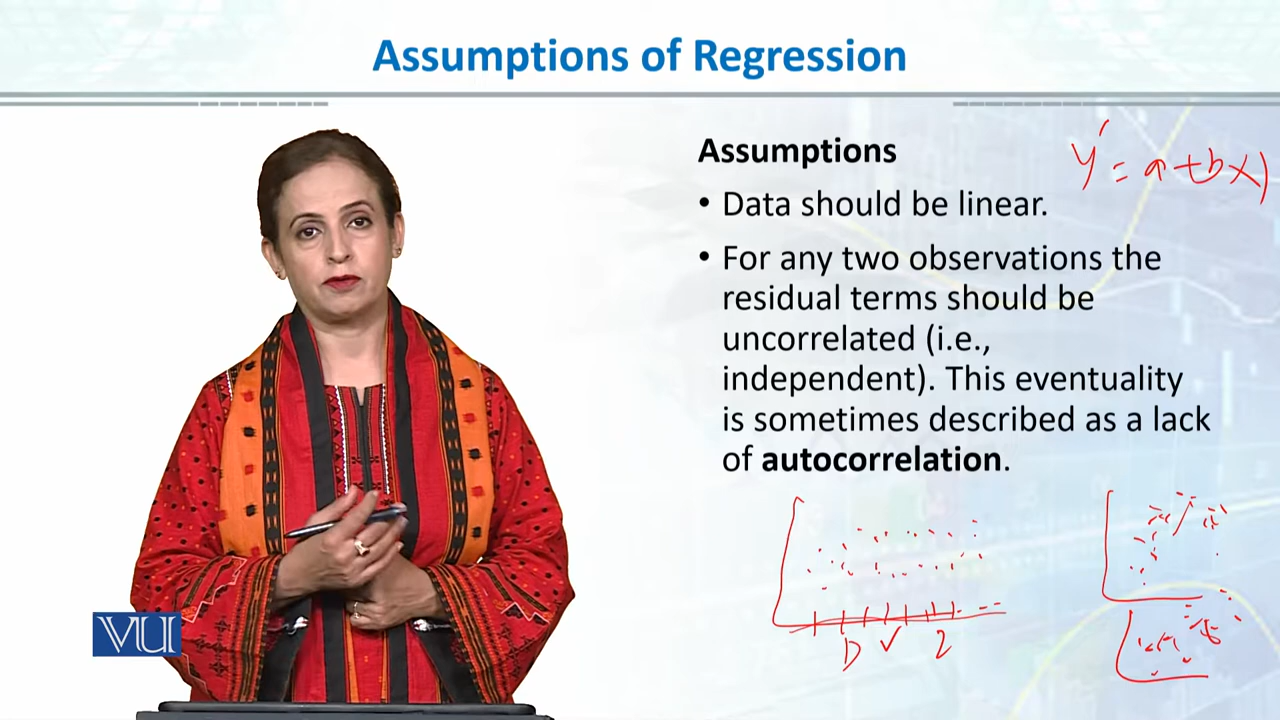 Assumptions of Regression
Assumptions
y' = a + bx)
• Data should be linear.
• For any two observations the
residual terms should be
uncorrelated (i.e.,
independent). This eventuality
is sometimes described as a lack
of autocorrelation.
VU